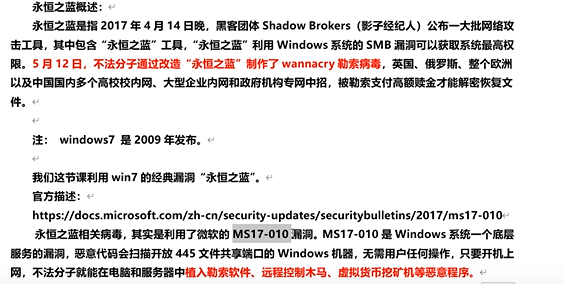 永恒之蓝概述：
永恒之蓝是指 2017 年 4 月 14 日晚，黑客团体 Shadow Brokers（影子经纪人）公布一大批网络攻
击工具，其中包含“永恒之蓝”工具，“永恒之蓝”利用 Windows 系统的 SMB 漏洞可以获取系统最高权
限。5 月 12 日，不法分子通过改造“永恒之蓝”制作了 wannacry 勒索病毒，英国、俄罗斯、整个欧洲
以及中国国内多个高校校内网、大型企业内网和政府机构专网中招，被勒索支付高额赎金才能解密恢复文
件。
注： windows7 是 2009 年发布。
我们这节课利用 win7 的经典漏洞“永恒之蓝”。
官方描述：
https://docs.microsoft.com/zh-cn/security-updates/securitybulletins/2017/ms17-010
永恒之蓝相关病毒，其实是利用了微软的 MS17-010 漏洞。MS17-010 是 Windows 系统一个底层
服务的漏洞，恶意代码会扫描开放 445 文件共享端口的 Windows 机器，无需用户任何操作，只要开机上
网，不法分子就能在电脑和服务器中植入勒索软件、远程控制木马、虚拟货币挖矿机等恶意程序。